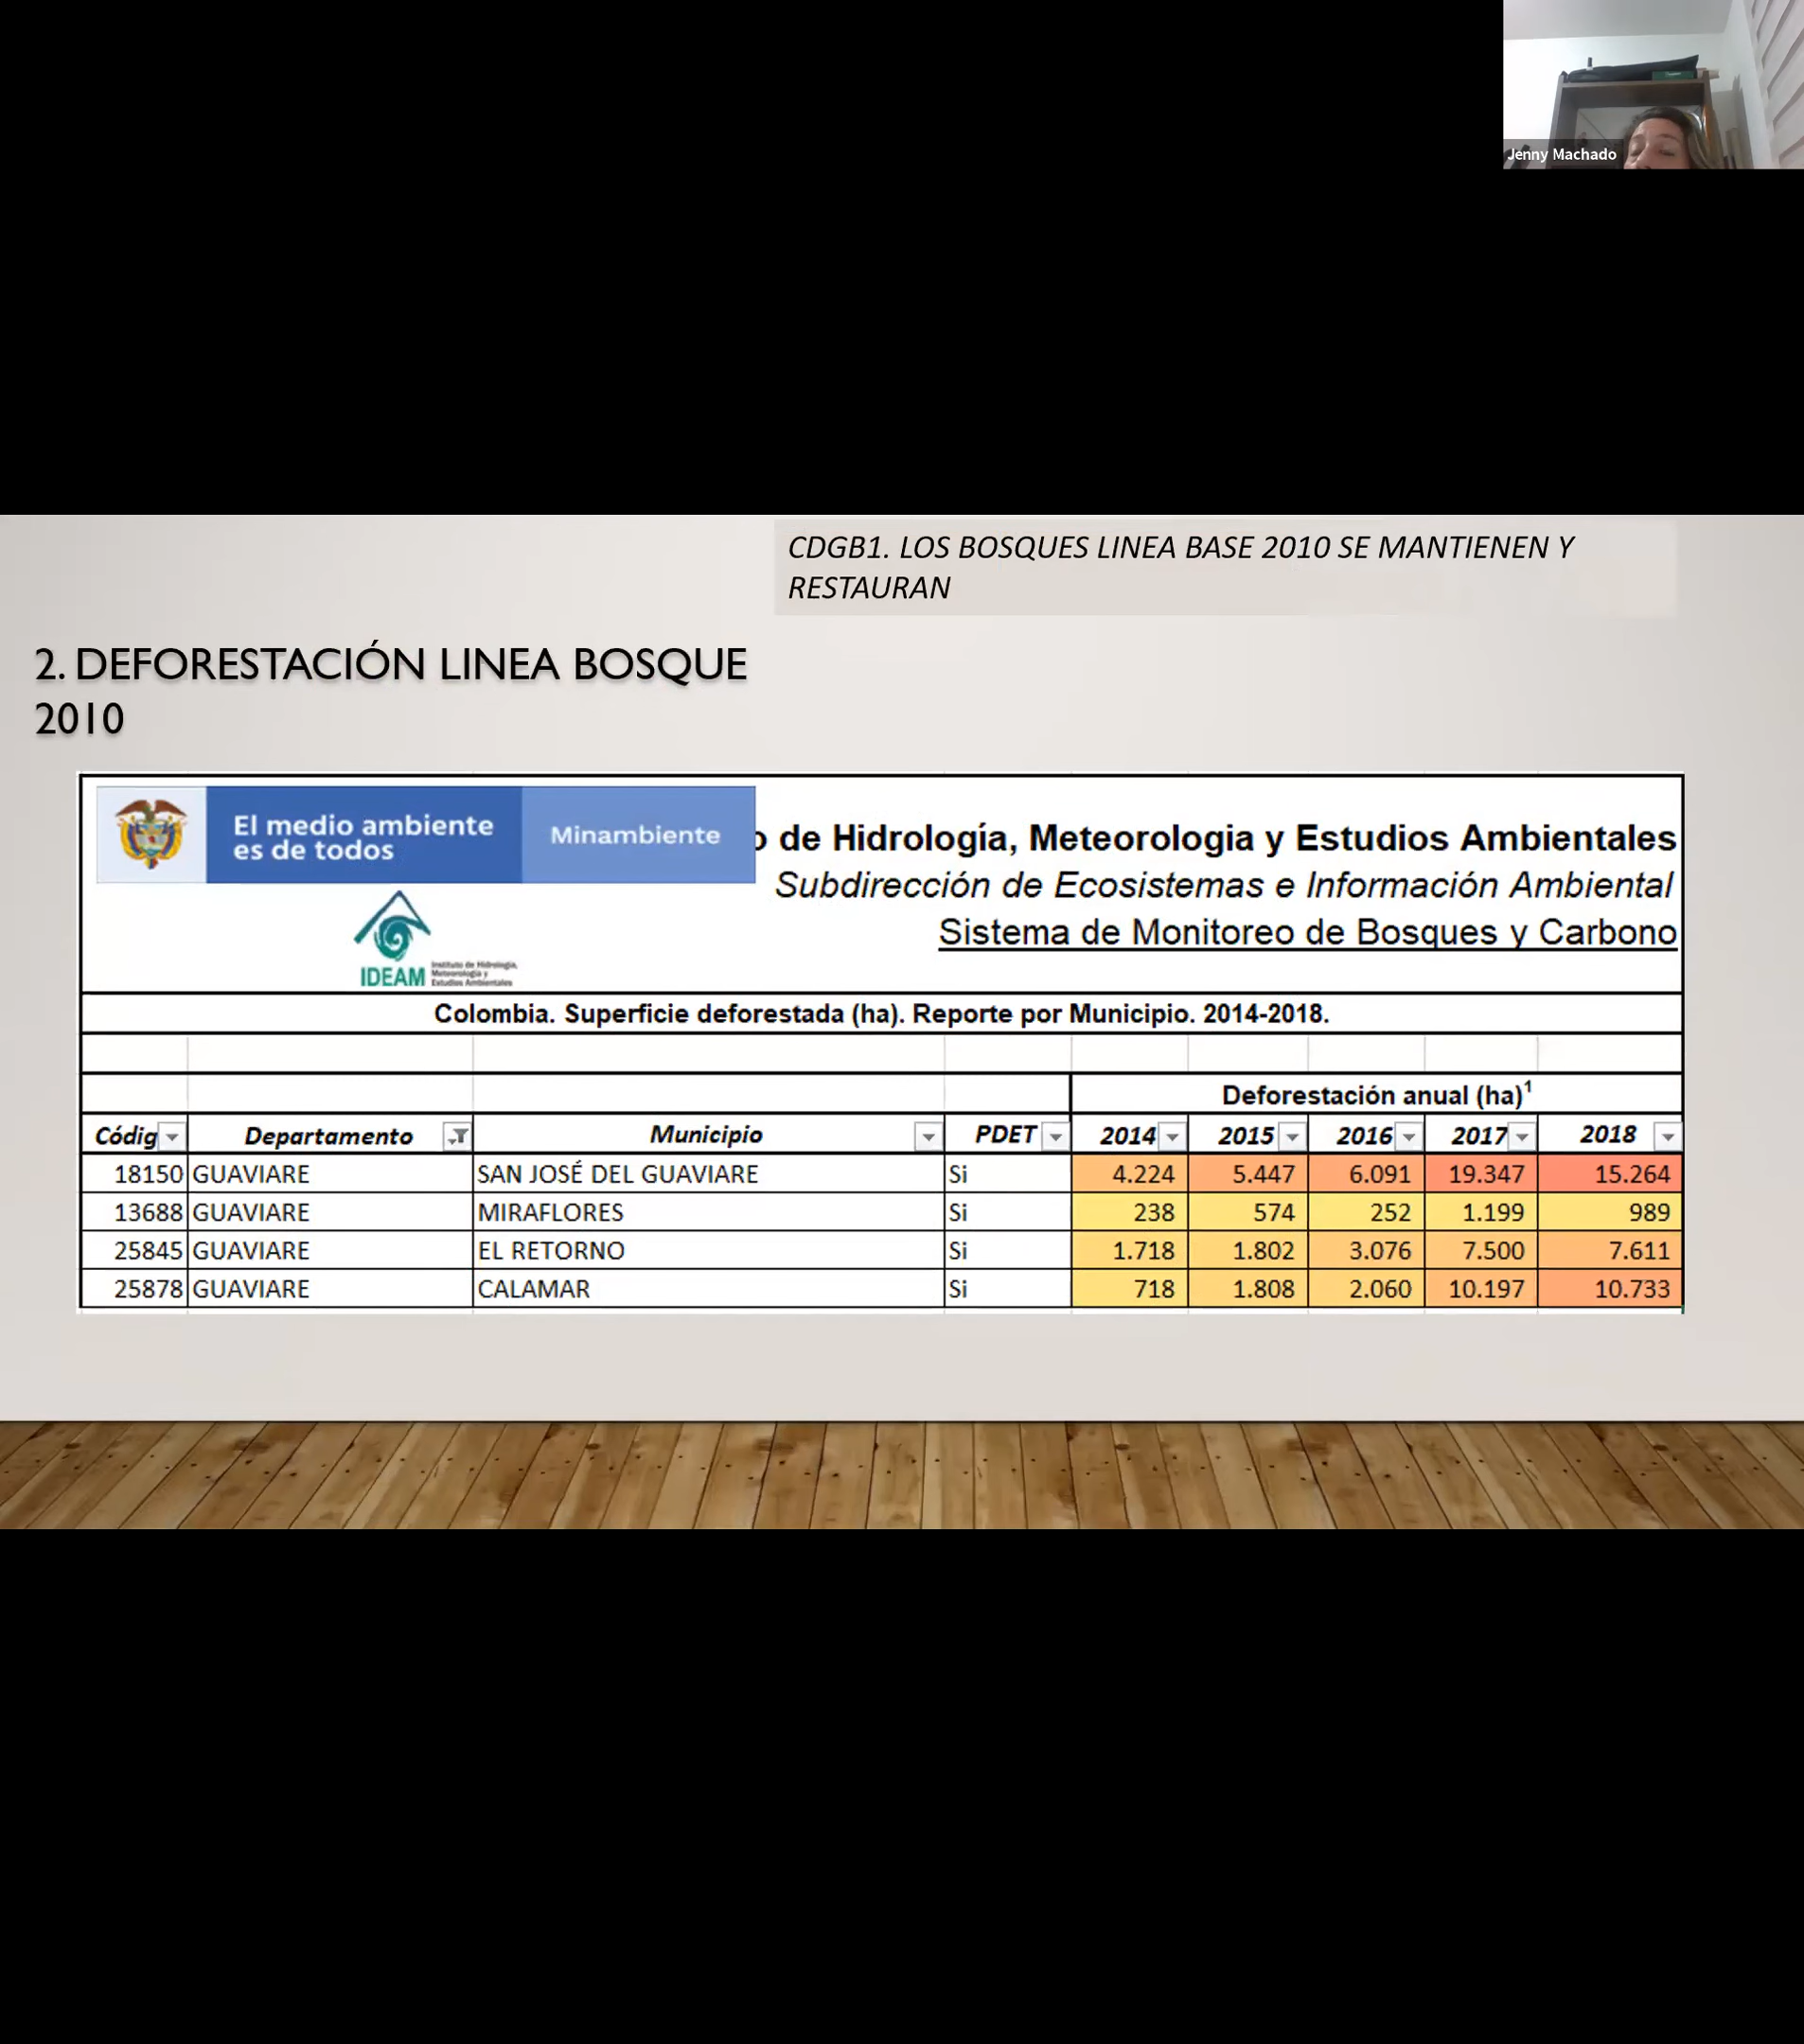 Jenny Machado
CDGB1. LOS BOSQUES LINEA BASE 2010 SE MANTIENEN Y
RESTAURAN
2. DEFORESTACIÓN LINEA BOSQUE
2010
El medio ambiente
es de todos
Minambiente
o de Hidrología, Meteorologia y Estudios Ambientales
Subdirección de Ecosistemas e Información Ambiental
Sistema de Monitoreo de Bosques y Carbono
IDEAM
Instituto de Hidrología,
Meteorología y
Estudios Ambientales
Colombia. Superficie deforestada (ha). Reporte por Municipio. 2014-2018.
Deforestación anual (ha)¹
Códig Departamento Municipio PDET 2014 2015 2016 2017 2018
18150 GUAVIARE SAN JOSÉ DEL GUAVIARE Si 4.224 5.447 6.091 19.347 15.264
13688 GUAVIARE MIRAFLORES Si 238 574 252 1.199 989
25845 GUAVIARE EL RETORNO Si 1.718 1.802 3.076 7.500 7.611
25878 GUAVIARE CALAMAR Si 718 1.808 2.060 10.197 10.733